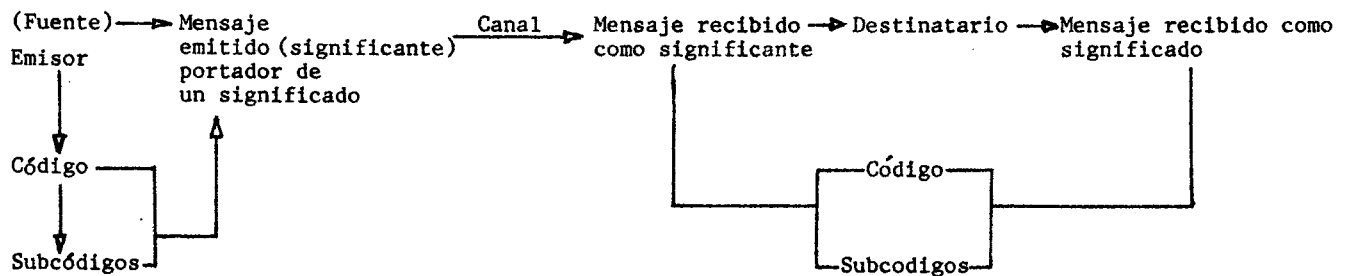 (Fuente)
Emisor
Mensaje
emitido (significante)
portador de
un significado
Canal
Mensaje recibido
como significante
Destinatario
Mensaje recibido como
significado
Código
Subcódigos
Código
Subcodigos